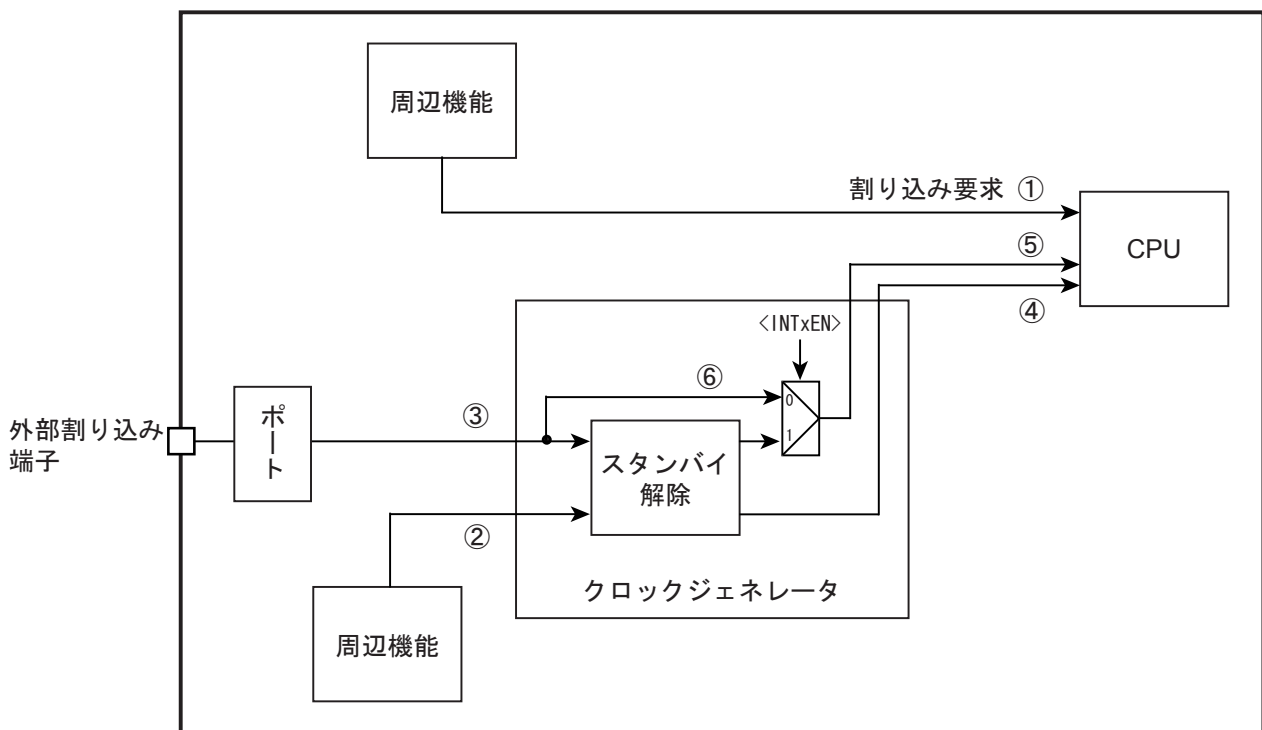 周辺機能
割り込み要求 ①
CPU
⑤
④
<INTxEN>
⑥
0
1
③
外部割り込み
端子
ポート
スタンバイ
解除
②
クロックジェネレータ
周辺機能